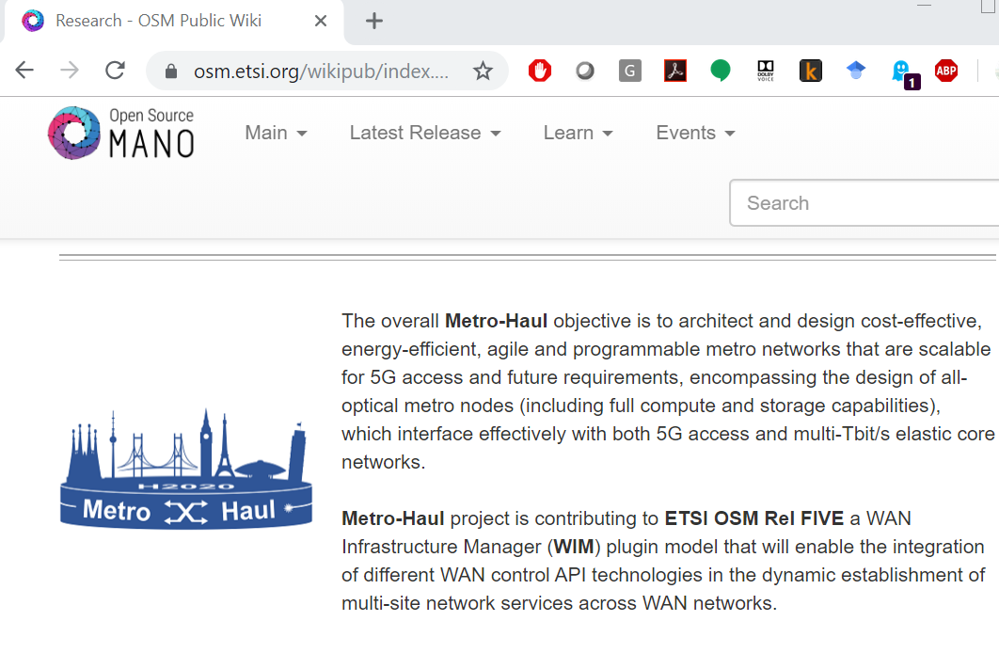 Research - OSM Public Wiki
osm.etsi.org/wikipub/index....
G
DOLBY
VOICE
k
1
ABP
Open Source
MANO
Main
Latest Release
Learn
Events
Search
The overall Metro-Haul objective is to architect and design cost-effective,
energy-efficient, agile and programmable metro networks that are scalable
for 5G access and future requirements, encompassing the design of all-
optical metro nodes (including full compute and storage capabilities),
which interface effectively with both 5G access and multi-Tbit/s elastic core
networks.
H2020
Metro Haul
Metro-Haul project is contributing to ETSI OSM Rel FIVE a WAN
Infrastructure Manager (WIM) plugin model that will enable the integration
of different WAN control API technologies in the dynamic establishment of
multi-site network services across WAN networks.